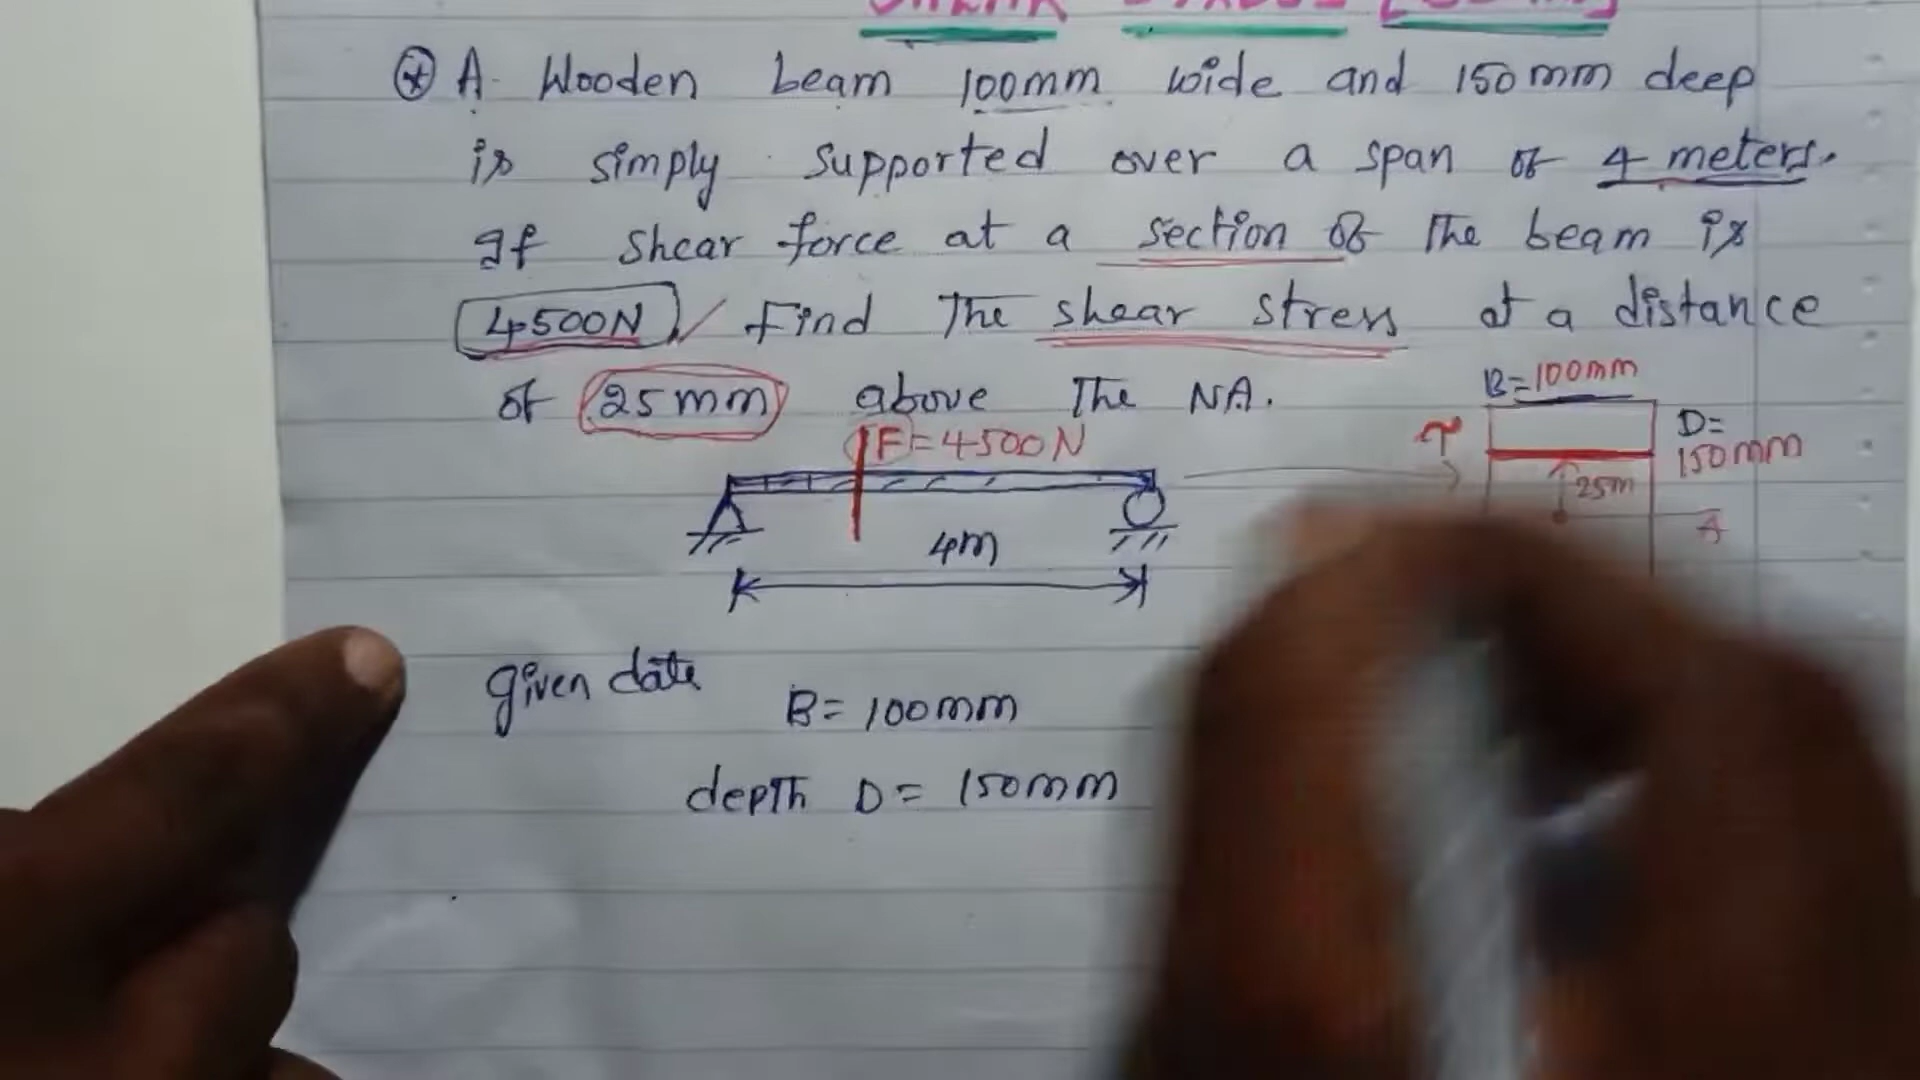 ⊛ A Wooden beam 100mm wide and 150mm deep
is simply supported over a span of 4 meters.
If shear force at a section of The beam is
4500N Find The shear stress at a distance
of 25mm above The NA.
B=100mm
D=
150mm
F=4500N
τ
25m
A
4m
given date
B= 100mm
depth D= 150mm